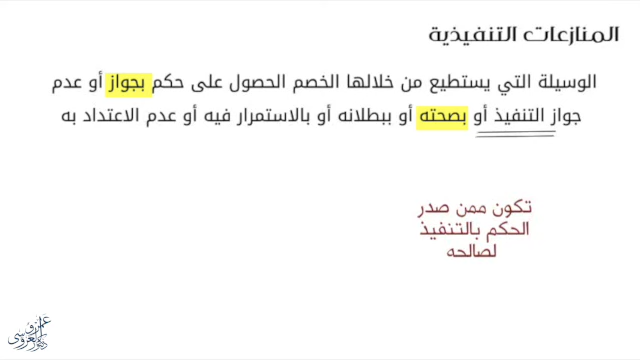 المنازعات التنفيذية
الوسيلة التي يستطيع من خلالها الخصم الحصول على حكم بجواز أو عدم
جواز التنفيذ أو بصحته أو ببطلانه أو بالاستمرار فيه أو عدم الاعتداد به
تكون ممن صدر
الحكم بالتنفيذ
لصالحه